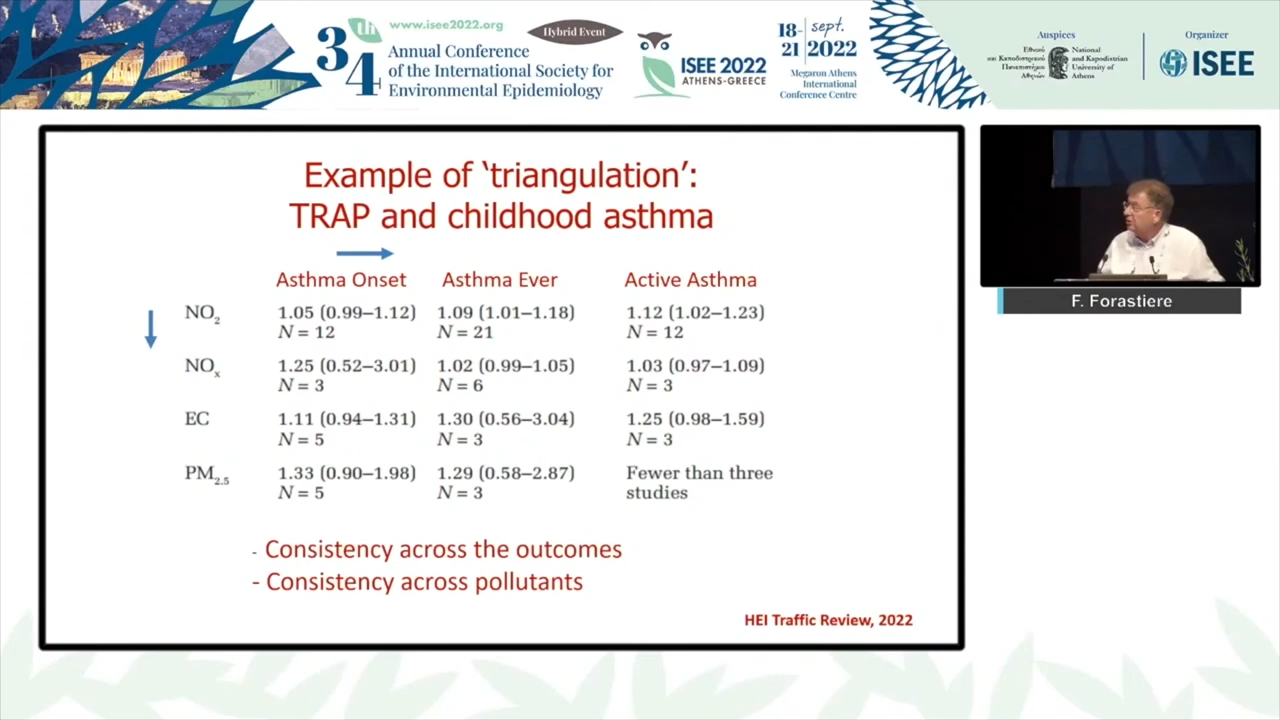 34th
www.isee2022.org
Hybrid Event
Annual Conference
of the International Society for
Environmental Epidemiology
ISEE 2022
ATHENS-GREECE
18- sept.
21 2022
Megaron Athens
International
Conference Centre
Auspices
Εθνικό
και Καποδιστριακό
Πανεπιστήμιο
Αθηνών
National
and Kapodistrian
University of
Athens
Organizer
ISEE
Example of ‘triangulation’:
TRAP and childhood asthma
Asthma Onset Asthma Ever Active Asthma
NO2 1.05 (0.99–1.12) 1.09 (1.01–1.18) 1.12 (1.02–1.23)
N = 12 N = 21 N = 12
NOx 1.25 (0.52–3.01) 1.02 (0.99–1.05) 1.03 (0.97–1.09)
N = 3 N = 6 N = 3
EC 1.11 (0.94–1.31) 1.30 (0.56–3.04) 1.25 (0.98–1.59)
N = 5 N = 3 N = 3
PM2.5 1.33 (0.90–1.98) 1.29 (0.58–2.87) Fewer than three
N = 5 N = 3 studies
- Consistency across the outcomes
- Consistency across pollutants
HEI Traffic Review, 2022
F. Forastiere